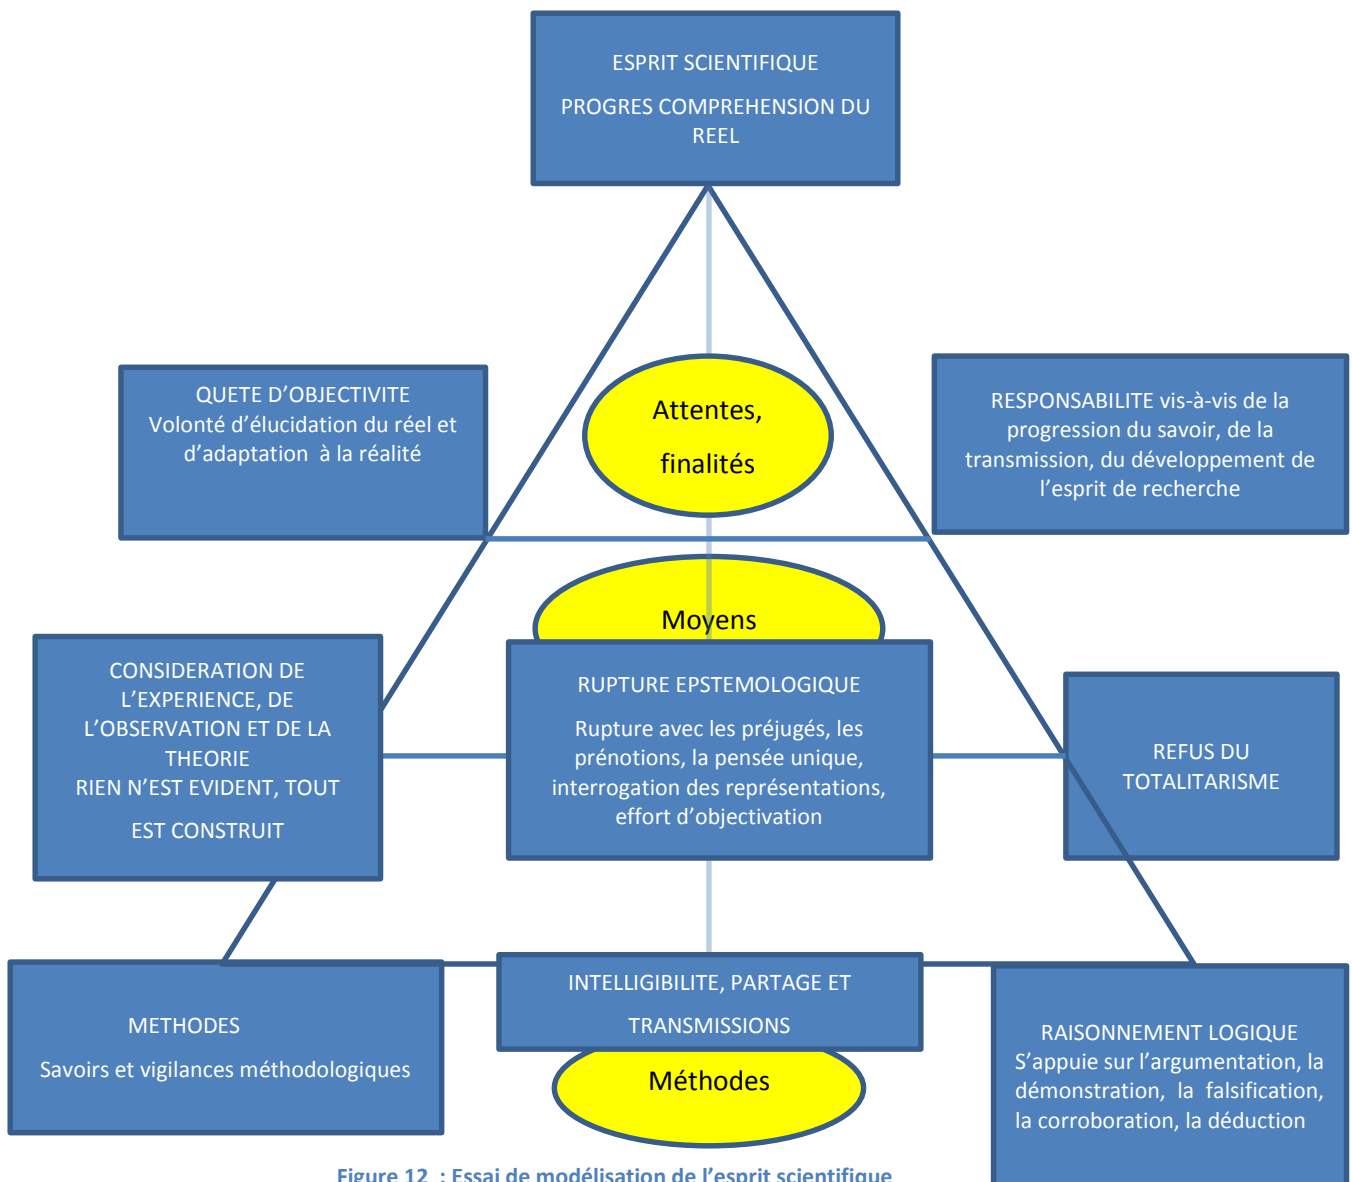 ESPRIT SCIENTIFIQUE
PROGRES COMPREHENSION DU
REEL
QUETE D’OBJECTIVITE
Volonté d’élucidation du réel et
d’adaptation à la réalité
Attentes,
finalités
RESPONSABILITE vis-à-vis de la
progression du savoir, de la
transmission, du développement de
l’esprit de recherche
Moyens
CONSIDERATION DE
L’EXPERIENCE, DE
L’OBSERVATION ET DE LA
THEORIE
RIEN N’EST EVIDENT, TOUT
EST CONSTRUIT
RUPTURE EPSTEMOLOGIQUE
Rupture avec les préjugés, les
prénotions, la pensée unique,
interrogation des représentations,
effort d’objectivation
REFUS DU
TOTALITARISME
METHODES
Savoirs et vigilances méthodologiques
INTELLIGIBILITE, PARTAGE ET
TRANSMISSIONS
Méthodes
RAISONNEMENT LOGIQUE
S’appuie sur l’argumentation, la
démonstration, la falsification,
la corroboration, la déduction
Figure 12 : Essai de modélisation de l’esprit scientifique